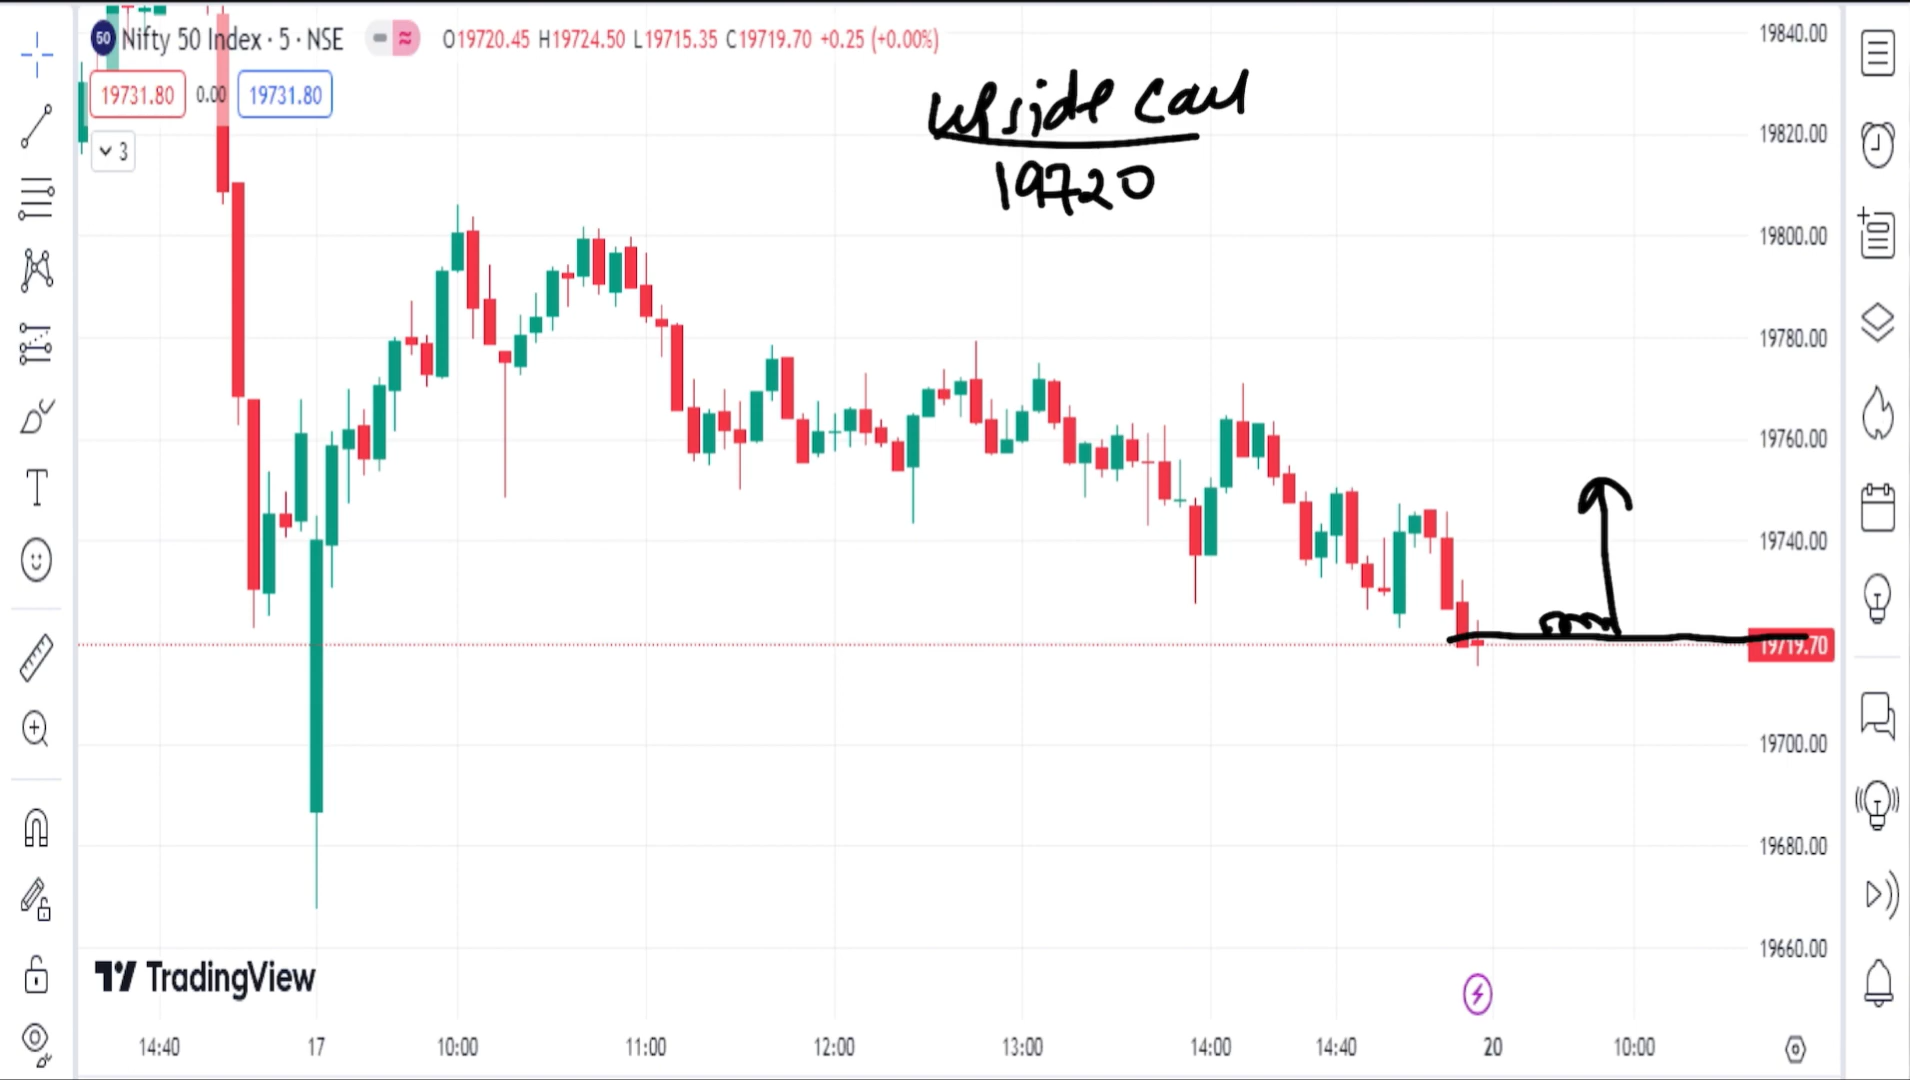 50 Nifty 50 Index · 5 · NSE O19720.45 H19724.50 L19715.35 C19719.70 +0.25 (+0.00%)
19731.80 0.00 19731.80
3
upside call
19720
19840.00
19820.00
19800.00
19780.00
19760.00
19740.00
19719.70
19700.00
19680.00
19660.00
T
TradingView
14:40 17 10:00 11:00 12:00 13:00 14:00 14:40 20 10:00